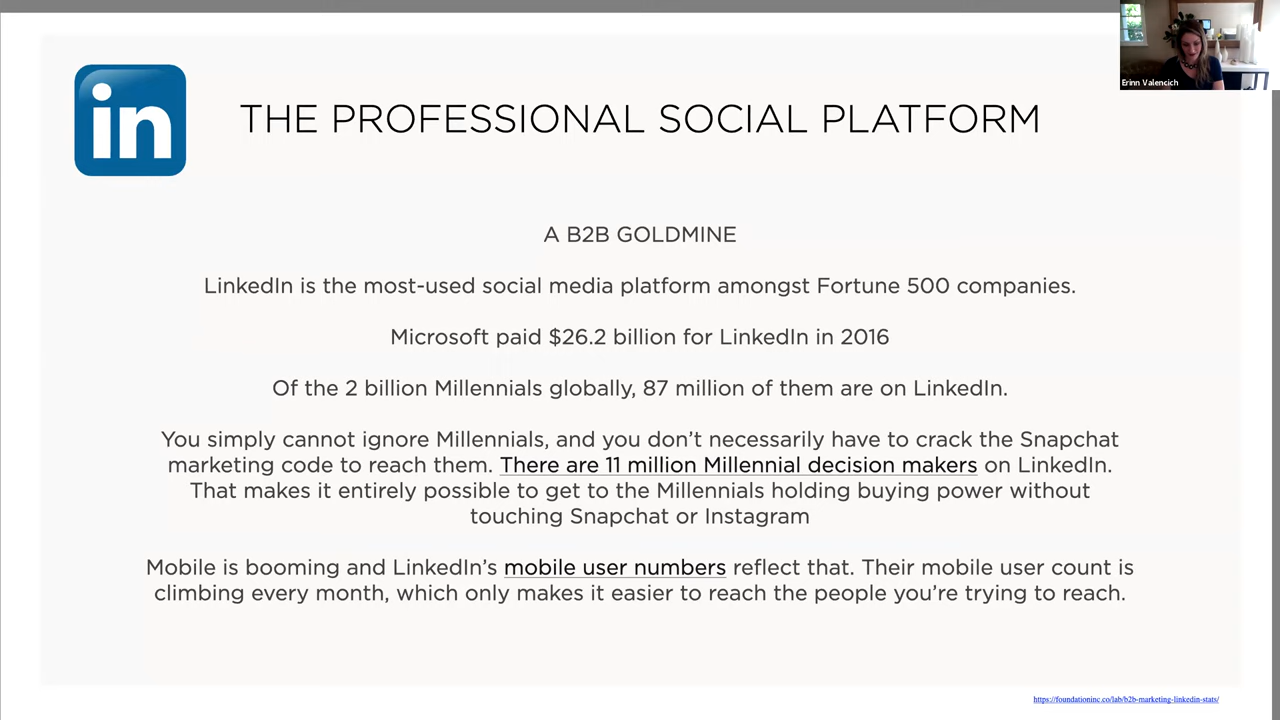 Erinn Valencich
in
THE PROFESSIONAL SOCIAL PLATFORM
A B2B GOLDMINE
LinkedIn is the most-used social media platform amongst Fortune 500 companies.
Microsoft paid $26.2 billion for LinkedIn in 2016
Of the 2 billion Millennials globally, 87 million of them are on LinkedIn.
You simply cannot ignore Millennials, and you don’t necessarily have to crack the Snapchat
marketing code to reach them. There are 11 million Millennial decision makers on LinkedIn.
That makes it entirely possible to get to the Millennials holding buying power without
touching Snapchat or Instagram
Mobile is booming and LinkedIn’s mobile user numbers reflect that. Their mobile user count is
climbing every month, which only makes it easier to reach the people you’re trying to reach.
https://foundationinc.co/lab/b2b-marketing-linkedin-stats/